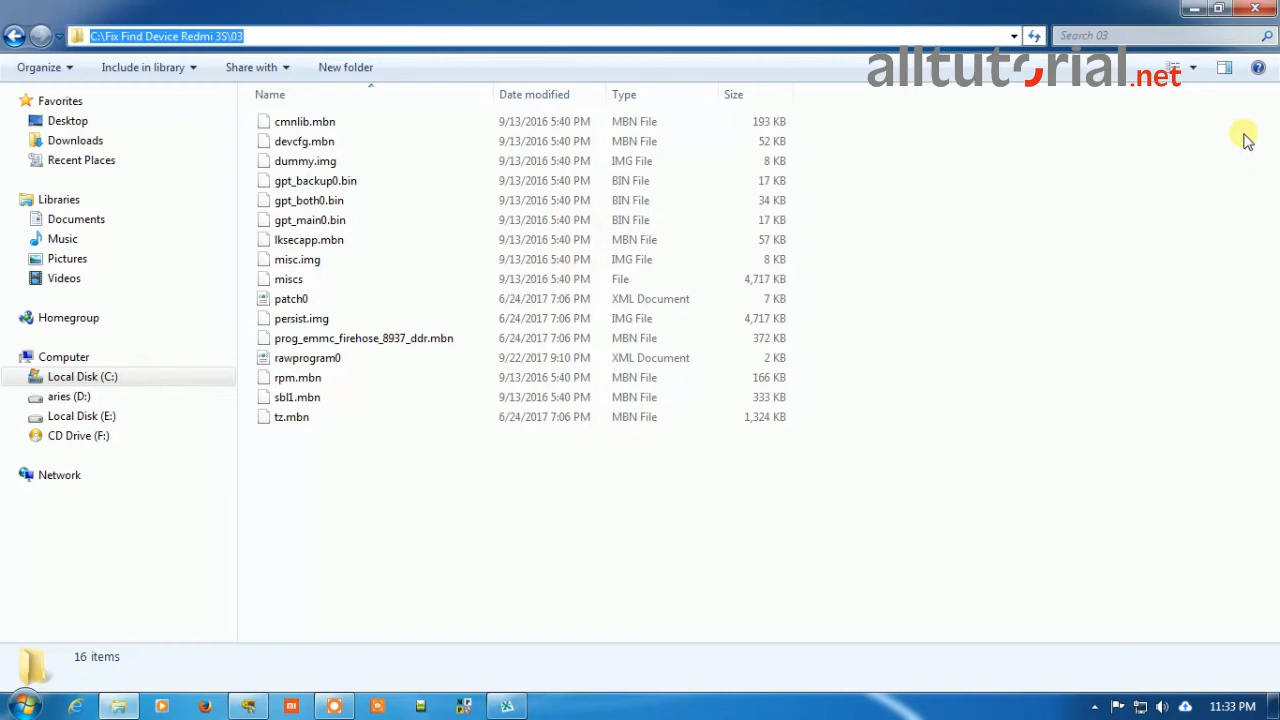 C:\Fix Find Device Redmi 3S\03
Search 03
Organize
Include in library
Share with
New folder
alltutorial.net
Favorites
Desktop
Downloads
Recent Places
Libraries
Documents
Music
Pictures
Videos
Homegroup
Computer
Local Disk (C:)
aries (D:)
Local Disk (E:)
CD Drive (F:)
Network
Name Date modified Type Size
cmnlib.mbn 9/13/2016 5:40 PM MBN File 193 KB
devcfg.mbn 9/13/2016 5:40 PM MBN File 52 KB
dummy.img 9/13/2016 5:40 PM IMG File 8 KB
gpt_backup0.bin 9/13/2016 5:40 PM BIN File 17 KB
gpt_both0.bin 9/13/2016 5:40 PM BIN File 34 KB
gpt_main0.bin 9/13/2016 5:40 PM BIN File 17 KB
lksecapp.mbn 9/13/2016 5:40 PM MBN File 57 KB
misc.img 9/13/2016 5:40 PM IMG File 8 KB
miscs 9/13/2016 5:40 PM File 4,717 KB
patch0 6/24/2017 7:06 PM XML Document 7 KB
persist.img 6/24/2017 7:06 PM IMG File 4,717 KB
prog_emmc_firehose_8937_ddr.mbn 6/24/2017 7:06 PM MBN File 372 KB
rawprogram0 9/22/2017 9:10 PM XML Document 2 KB
rpm.mbn 9/13/2016 5:40 PM MBN File 166 KB
sbl1.mbn 9/13/2016 5:40 PM MBN File 333 KB
tz.mbn 6/24/2017 7:06 PM MBN File 1,324 KB
16 items
11:33 PM